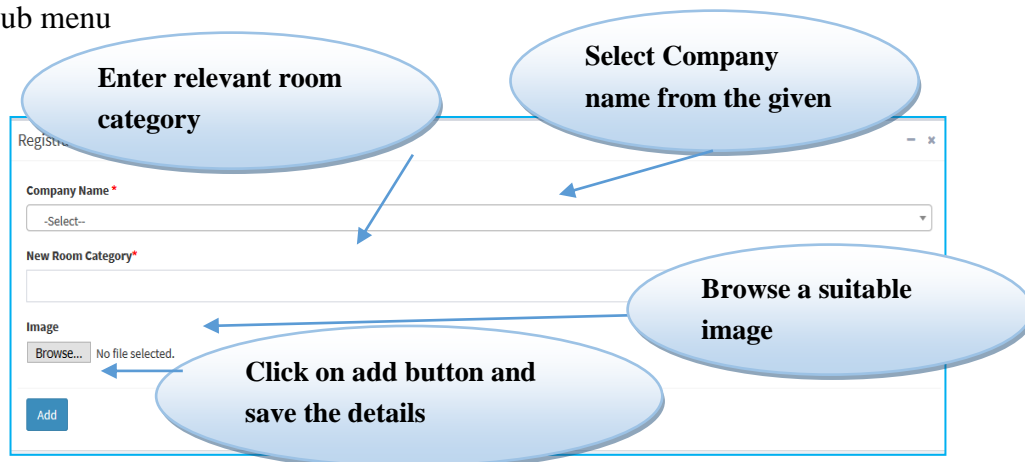 ub menu
Enter relevant room
category
Select Company
name from the given
Company Name *
-Select--
New Room Category*
Browse a suitable
image
Image
Browse... No file selected.
Click on add button and
save the details
Add